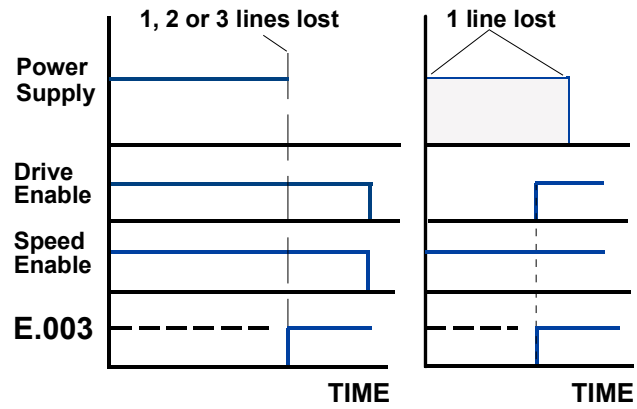 1, 2 or 3 lines lost
1 line lost
Power
Supply
Drive
Enable
Speed
Enable
E.003
TIME
TIME